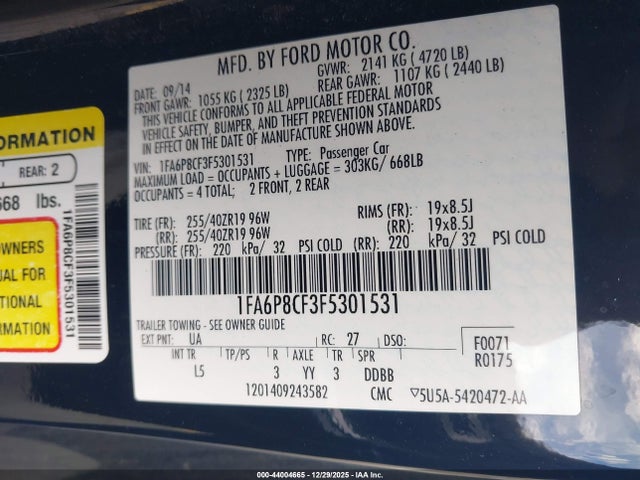 MFD. BY FORD MOTOR CO.
DATE: 09/14 GVWR: 2141 KG ( 4720 LB)
FRONT GAWR: 1055 KG ( 2325 LB) REAR GAWR: 1107 KG ( 2440 LB)
THIS VEHICLE CONFORMS TO ALL APPLICABLE FEDERAL MOTOR
VEHICLE SAFETY, BUMPER, AND THEFT PREVENTION STANDARDS
IN EFFECT ON THE DATE OF MANUFACTURE SHOWN ABOVE.
VIN: 1FA6P8CF3F5301531 TYPE: Passenger Car
MAXIMUM LOAD = OCCUPANTS + LUGGAGE = 303KG/ 668LB
OCCUPANTS = 4 TOTAL; 2 FRONT, 2 REAR
TIRE (FR): 255/40ZR19 96W RIMS (FR): 19x8.5J
(RR): 255/40ZR19 96W (RR): 19x8.5J
PRESSURE (FR): 220 kPa/ 32 PSI COLD (RR): 220 kPa/ 32 PSI COLD
1FA6P8CF3F5301531
TRAILER TOWING - SEE OWNER GUIDE
EXT PNT: UA RC: 27 DSO: F0071
R0175
INT TR TP/PS R AXLE TR SPR
L5 3 YY 3 DDBB
1201409243582 CMC ▽5U5A-5420472-AA
ORMATION
REAR: 2
668 lbs.
OWNERS
UAL FOR
TIONAL
RMATION
1FA6P8CF3F5301531
000-44004665 - 12/29/2025 - IAA Inc.